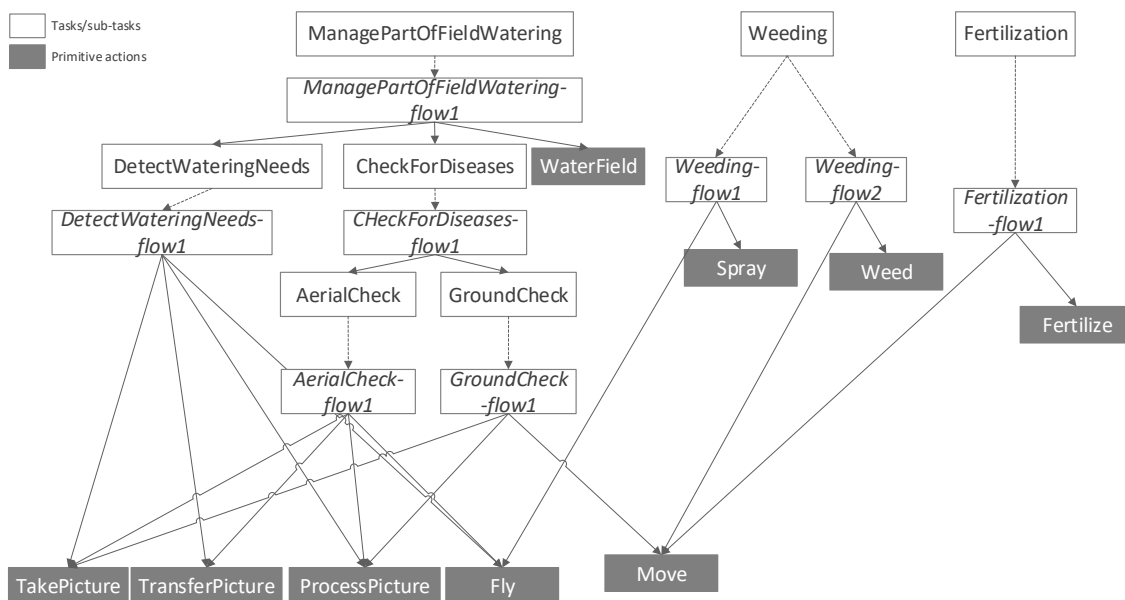 Tasks/sub-tasks
Primitive actions
ManagePartOfFieldWatering
Weeding
Fertilization
ManagePartOfFieldWatering-
flow1
DetectWateringNeeds
CheckForDiseases
WaterField
Weeding-
flow1
Weeding-
flow2
DetectWateringNeeds-
flow1
CHeckForDiseases-
flow1
Fertilization
-flow1
Spray
Weed
AerialCheck
GroundCheck
Fertilize
AerialCheck-
flow1
GroundCheck
-flow1
TakePicture
TransferPicture
ProcessPicture
Fly
Move